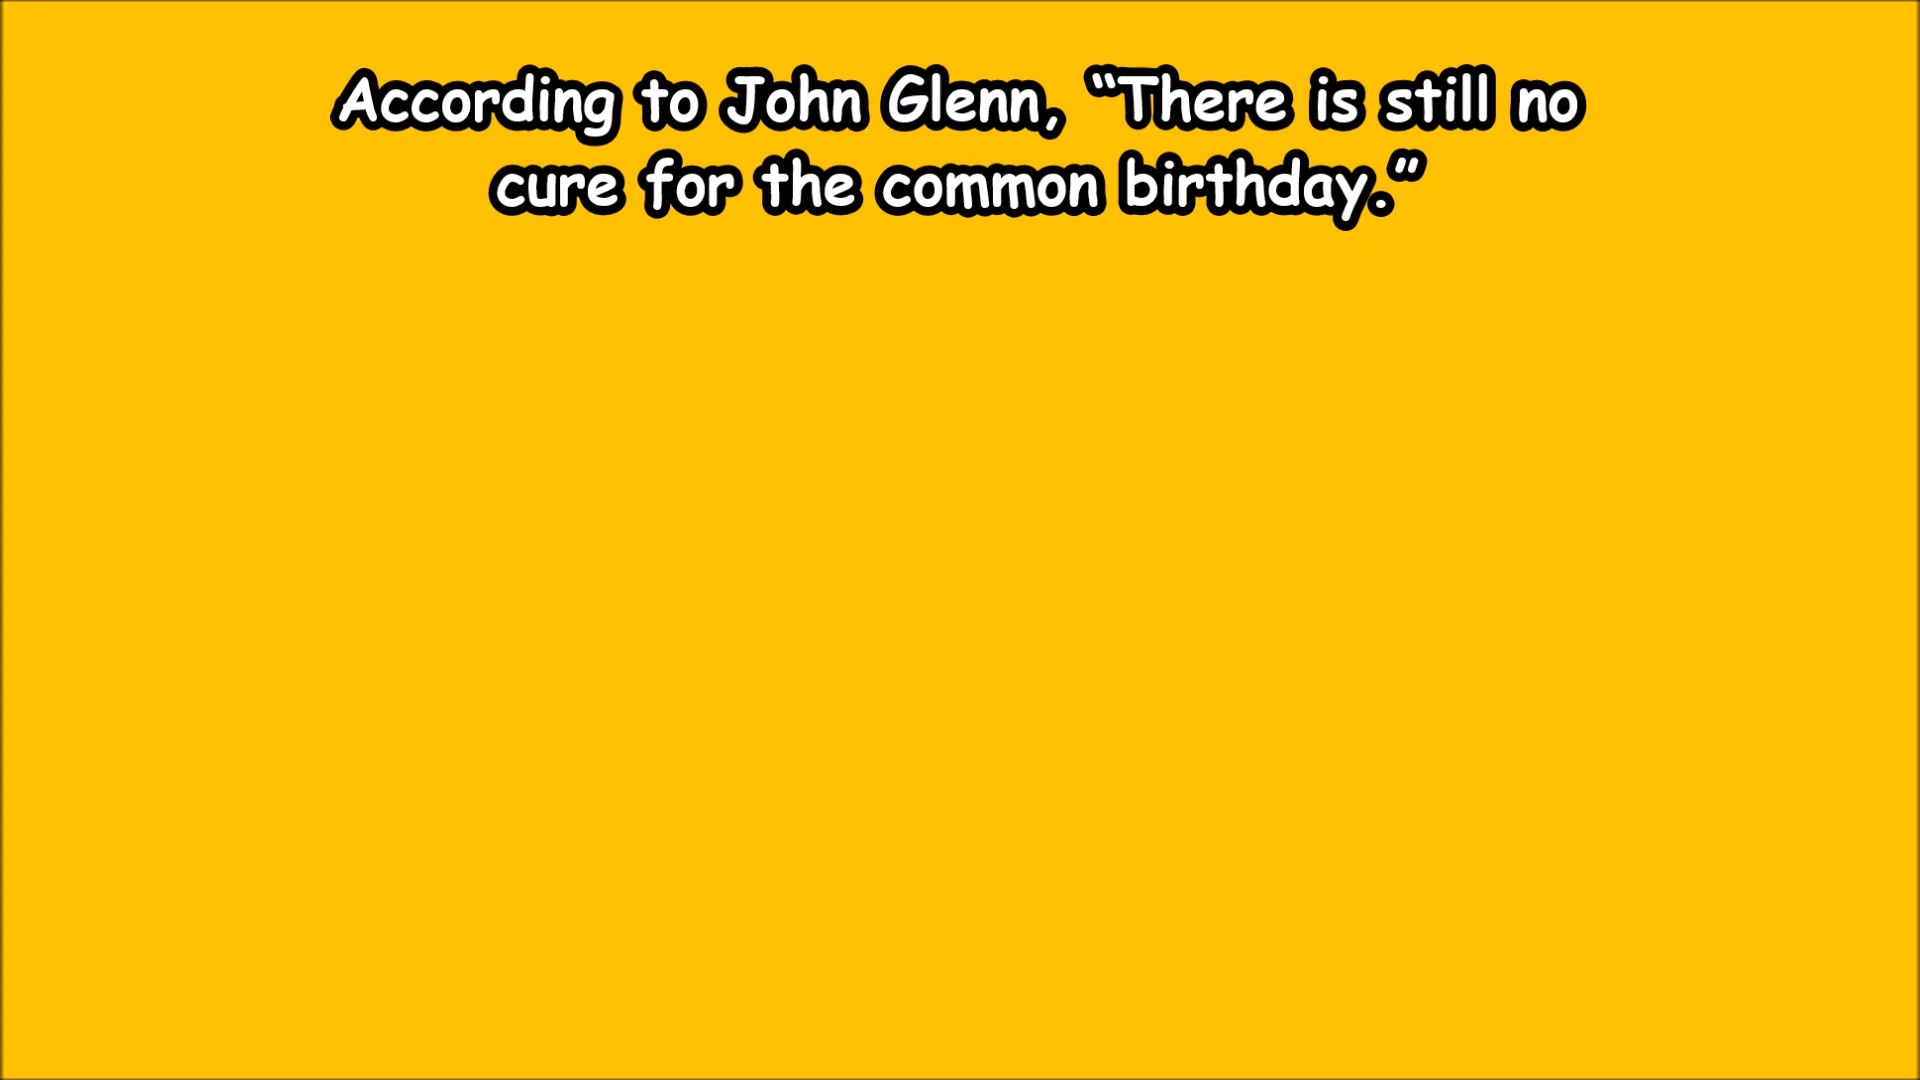 According to John Glenn, “There is still no
cure for the common birthday.”